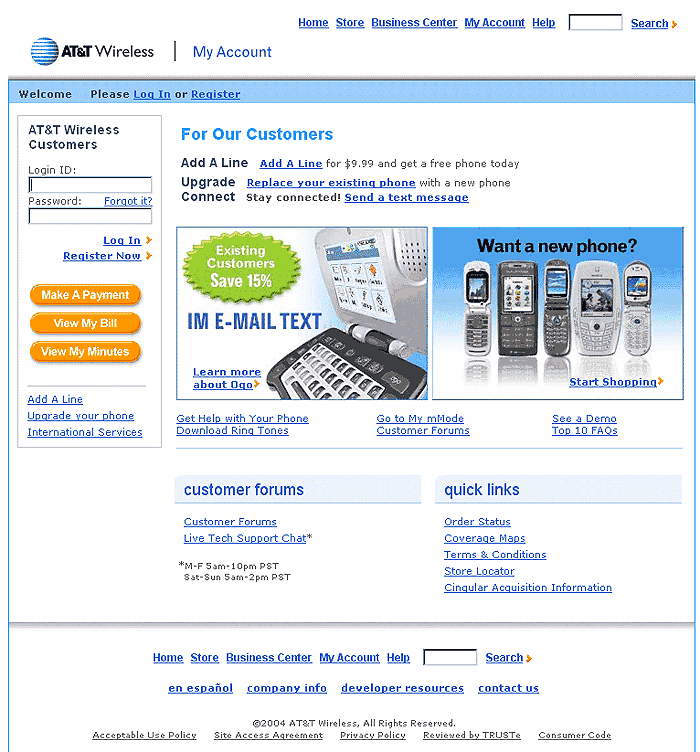 Home Store Business Center My Account Help Search
AT&T Wireless | My Account
Welcome Please Log In or Register
AT&T Wireless
Customers
Login ID:
Password: Forgot it?
Log In
Register Now
Make A Payment
View My Bill
View My Minutes
Add A Line
Upgrade your phone
International Services
For Our Customers
Add A Line Add A Line for $9.99 and get a free phone today
Upgrade Replace your existing phone with a new phone
Connect Stay connected! Send a text message
Existing
Customers
Save 15%
IM E-MAIL TEXT
Learn more
about Ogo
Want a new phone?
Start Shopping
Get Help with Your Phone Go to My mMode See a Demo
Download Ring Tones Customer Forums Top 10 FAQs
customer forums
Customer Forums
Live Tech Support Chat*
*M-F 5am-10pm PST
Sat-Sun 5am-2pm PST
quick links
Order Status
Coverage Maps
Terms & Conditions
Store Locator
Cingular Acquisition Information
Home Store Business Center My Account Help Search
en español company info developer resources contact us
©2004 AT&T Wireless, All Rights Reserved.
Acceptable Use Policy Site Access Agreement Privacy Policy Reviewed by TRUSTe Consumer Code